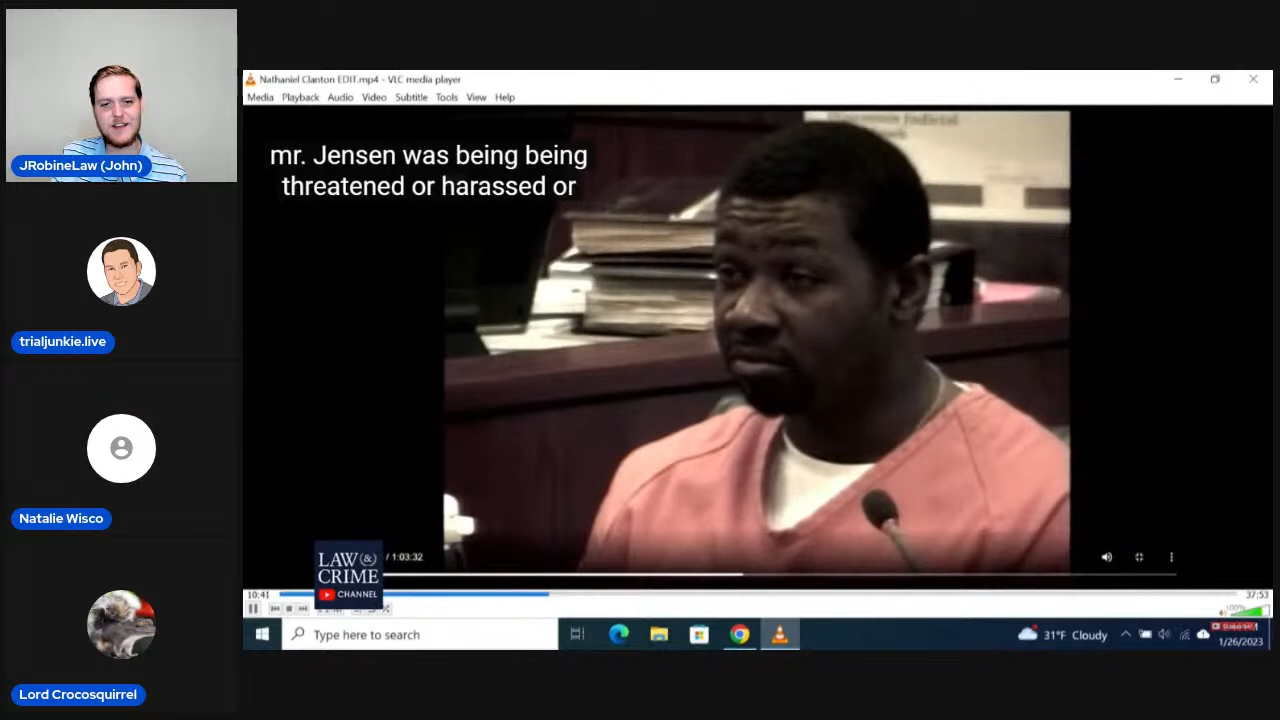 JRobineLaw (John)
trialjunkie.live
Natalie Wisco
Lord Crocosquirrel
Nathaniel Clanton EDIT.mp4 - VLC media player
Media Playback Audio Video Subtitle Tools View Help
mr. Jensen was being being
threatened or harassed or
Judicial
/ 1:03:32
LAW(&)
CRIME
CHANNEL
10:41
37:53
100%
Type here to search
31°F Cloudy
1/26/2023